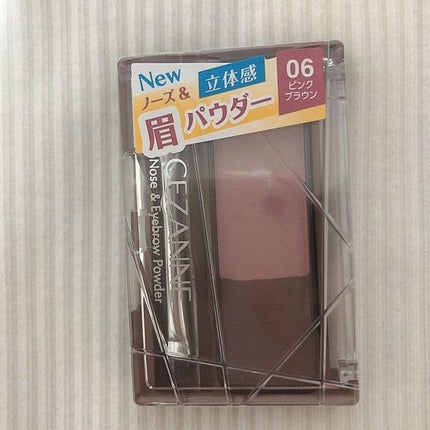 New
立体感
ノーズ&
眉パウダー
06
ピンク
ブラウン
CEZANNE
Nose & Eyebrow Powder